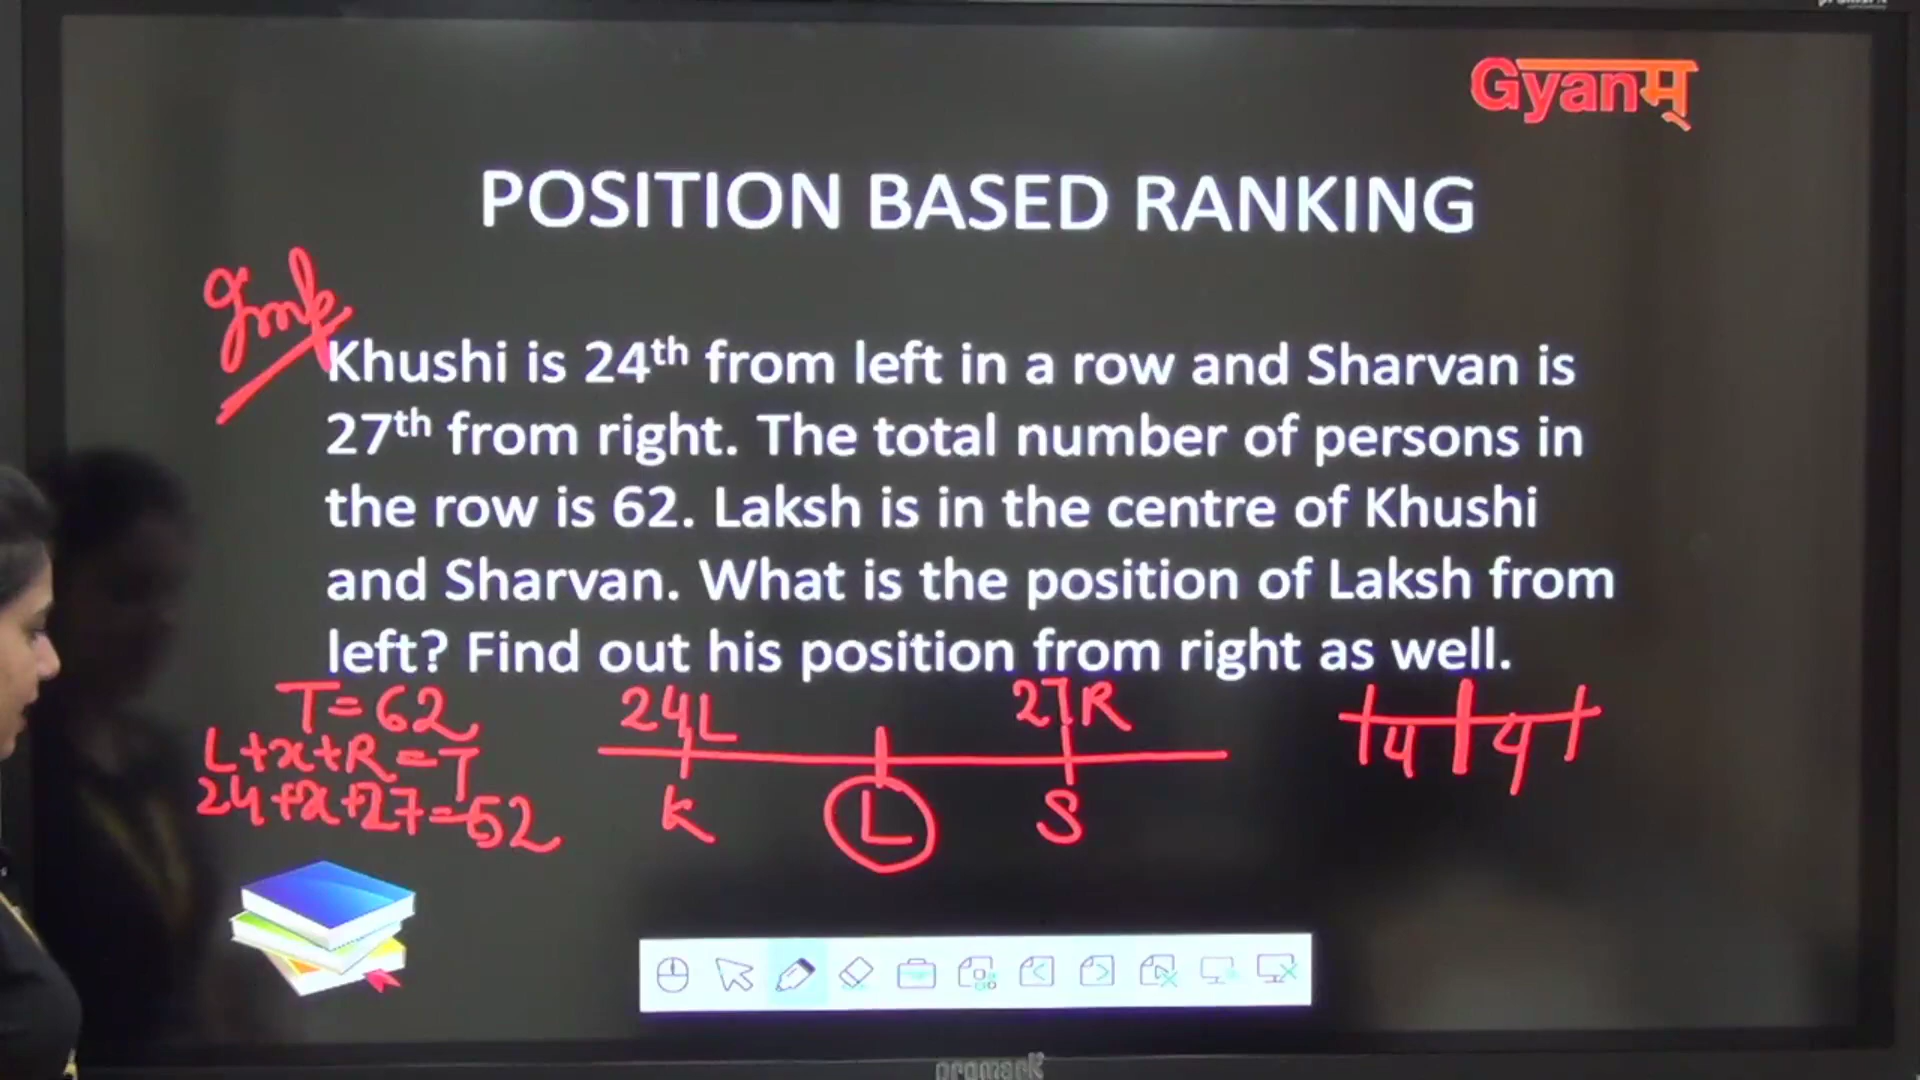 Gyanम्
POSITION BASED RANKING
Imp
Khushi is 24th from left in a row and Sharvan is
27th from right. The total number of persons in
the row is 62. Laksh is in the centre of Khushi
and Sharvan. What is the position of Laksh from
left? Find out his position from right as well.
T=62
L+x+R=T
24+x+27=62
24L 27R
K L S
4 4
promark